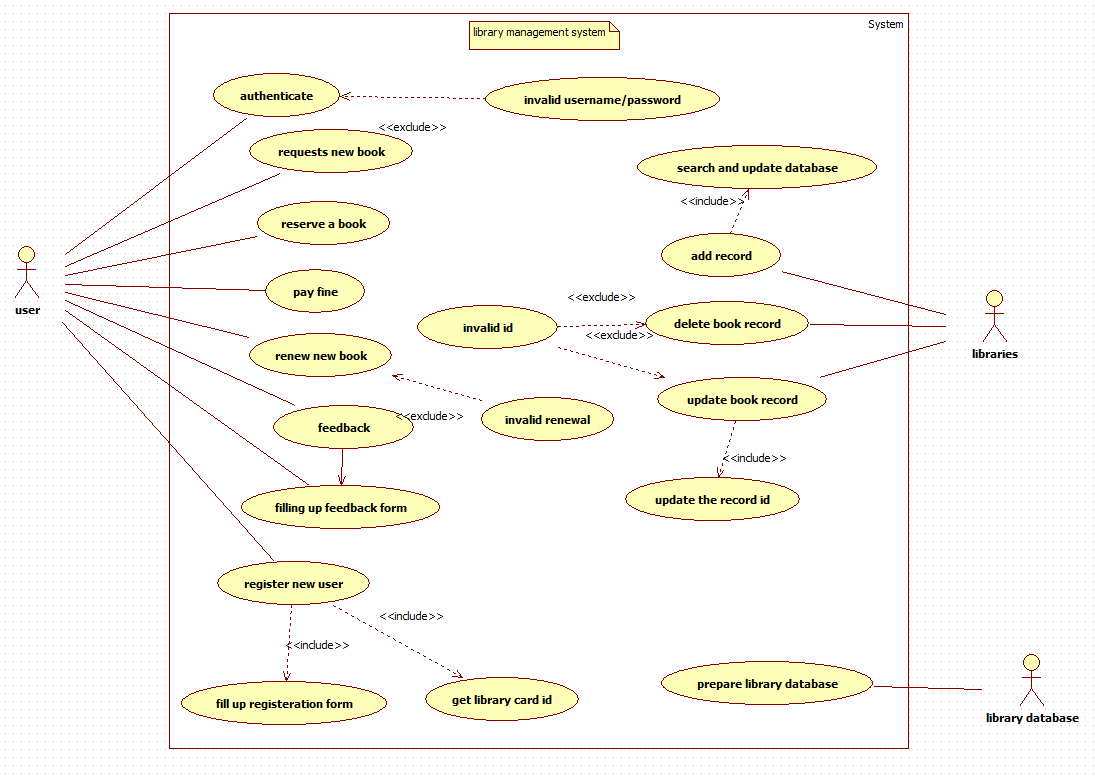 System
library management system
authenticate
invalid username/password
<<exclude>>
requests new book
search and update database
<<include>>
reserve a book
add record
user
pay fine
<<exclude>>
invalid id
delete book record
<<exclude>>
libraries
renew new book
update book record
<<exclude>>
invalid renewal
feedback
<<include>>
update the record id
filling up feedback form
register new user
<<include>>
<<include>>
fill up registeration form
get library card id
prepare library database
library database